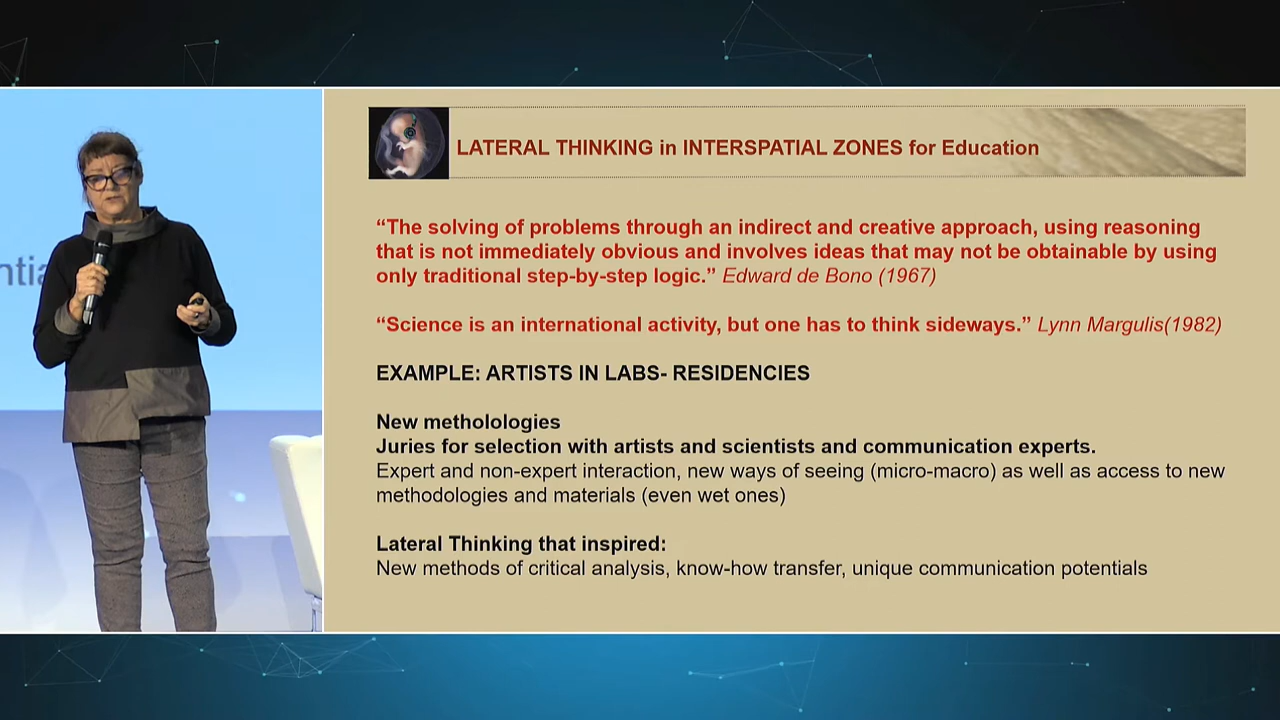 ntia
LATERAL THINKING in INTERSPATIAL ZONES for Education
“The solving of problems through an indirect and creative approach, using reasoning
that is not immediately obvious and involves ideas that may not be obtainable by using
only traditional step-by-step logic.” Edward de Bono (1967)
“Science is an international activity, but one has to think sideways.” Lynn Margulis(1982)
EXAMPLE: ARTISTS IN LABS- RESIDENCIES
New metholologies
Juries for selection with artists and scientists and communication experts.
Expert and non-expert interaction, new ways of seeing (micro-macro) as well as access to new
methodologies and materials (even wet ones)
Lateral Thinking that inspired:
New methods of critical analysis, know-how transfer, unique communication potentials